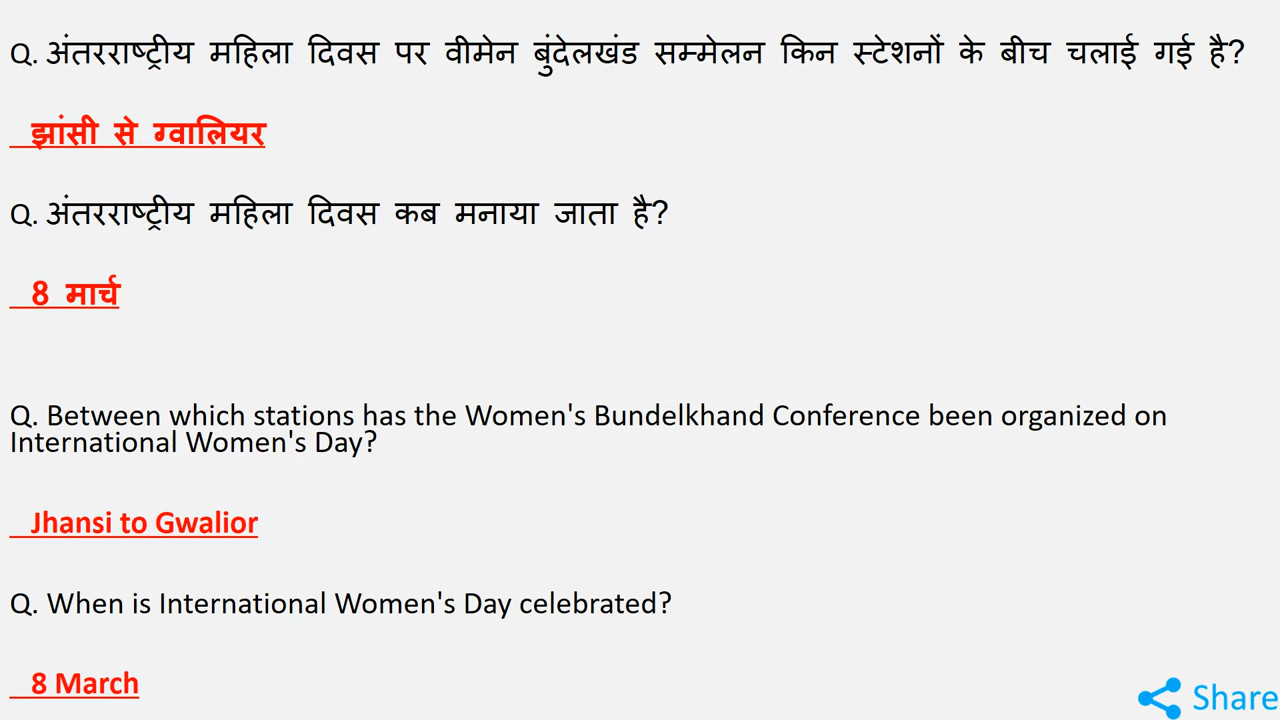 Q. अंतरराष्ट्रीय महिला दिवस पर वीमेन बुंदेलखंड सम्मेलन किन स्टेशनों के बीच चलाई गई है?
झांसी से ग्वालियर
Q. अंतरराष्ट्रीय महिला दिवस कब मनाया जाता है?
8 मार्च
Q. Between which stations has the Women's Bundelkhand Conference been organized on
International Women's Day?
Jhansi to Gwalior
Q. When is International Women's Day celebrated?
8 March
Share